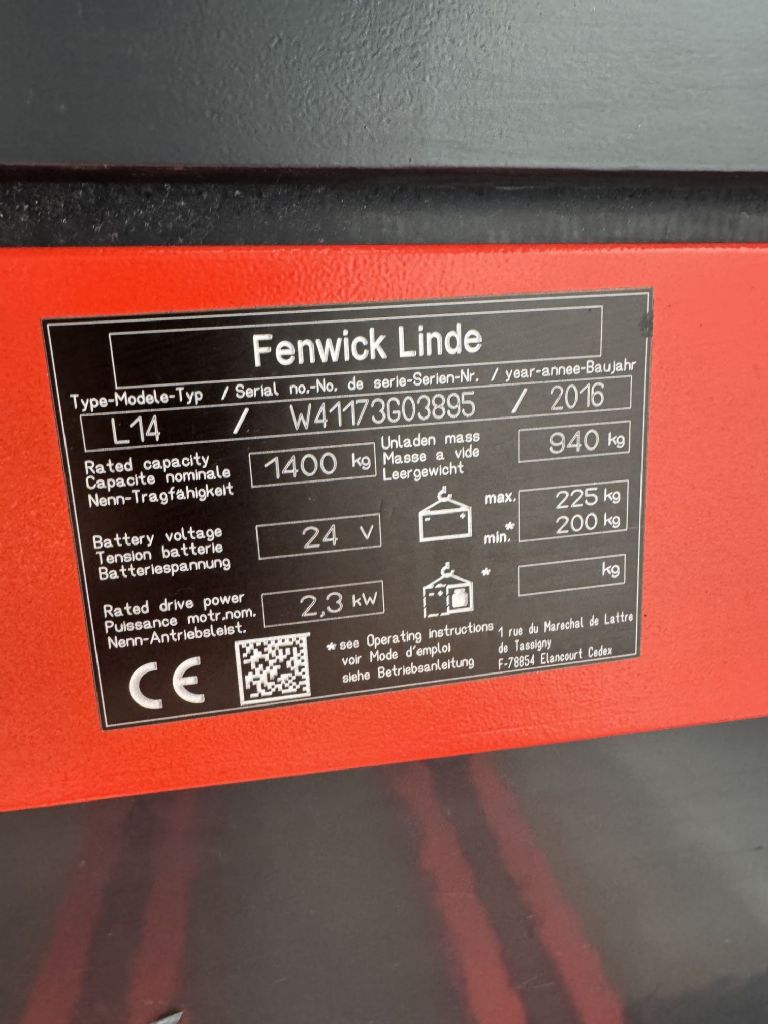 Fenwick Linde
Type-Modele-Typ / Serial no.-No. de serie-Serien-Nr. / year-annee-Baujahr
L14 / W41173G03895 / 2016
Rated capacity
Capacite nominale
Nenn-Tragfähigkeit
1400 kg
Unladen mass
Masse a vide
Leergewicht
940 kg
Battery voltage
Tension batterie
Batteriespannung
24 V
max. 225 kg
min.* 200 kg
Rated drive power
Puissance motr.nom.
Nenn-Antriebsleist.
2,3 kW
* kg
CE
*see Operating instructions
voir Mode d'emploi
siehe Betriebsanleitung
1 rue du Marechal de Lattre
de Tassigny
F-78854 Elancourt Cedex